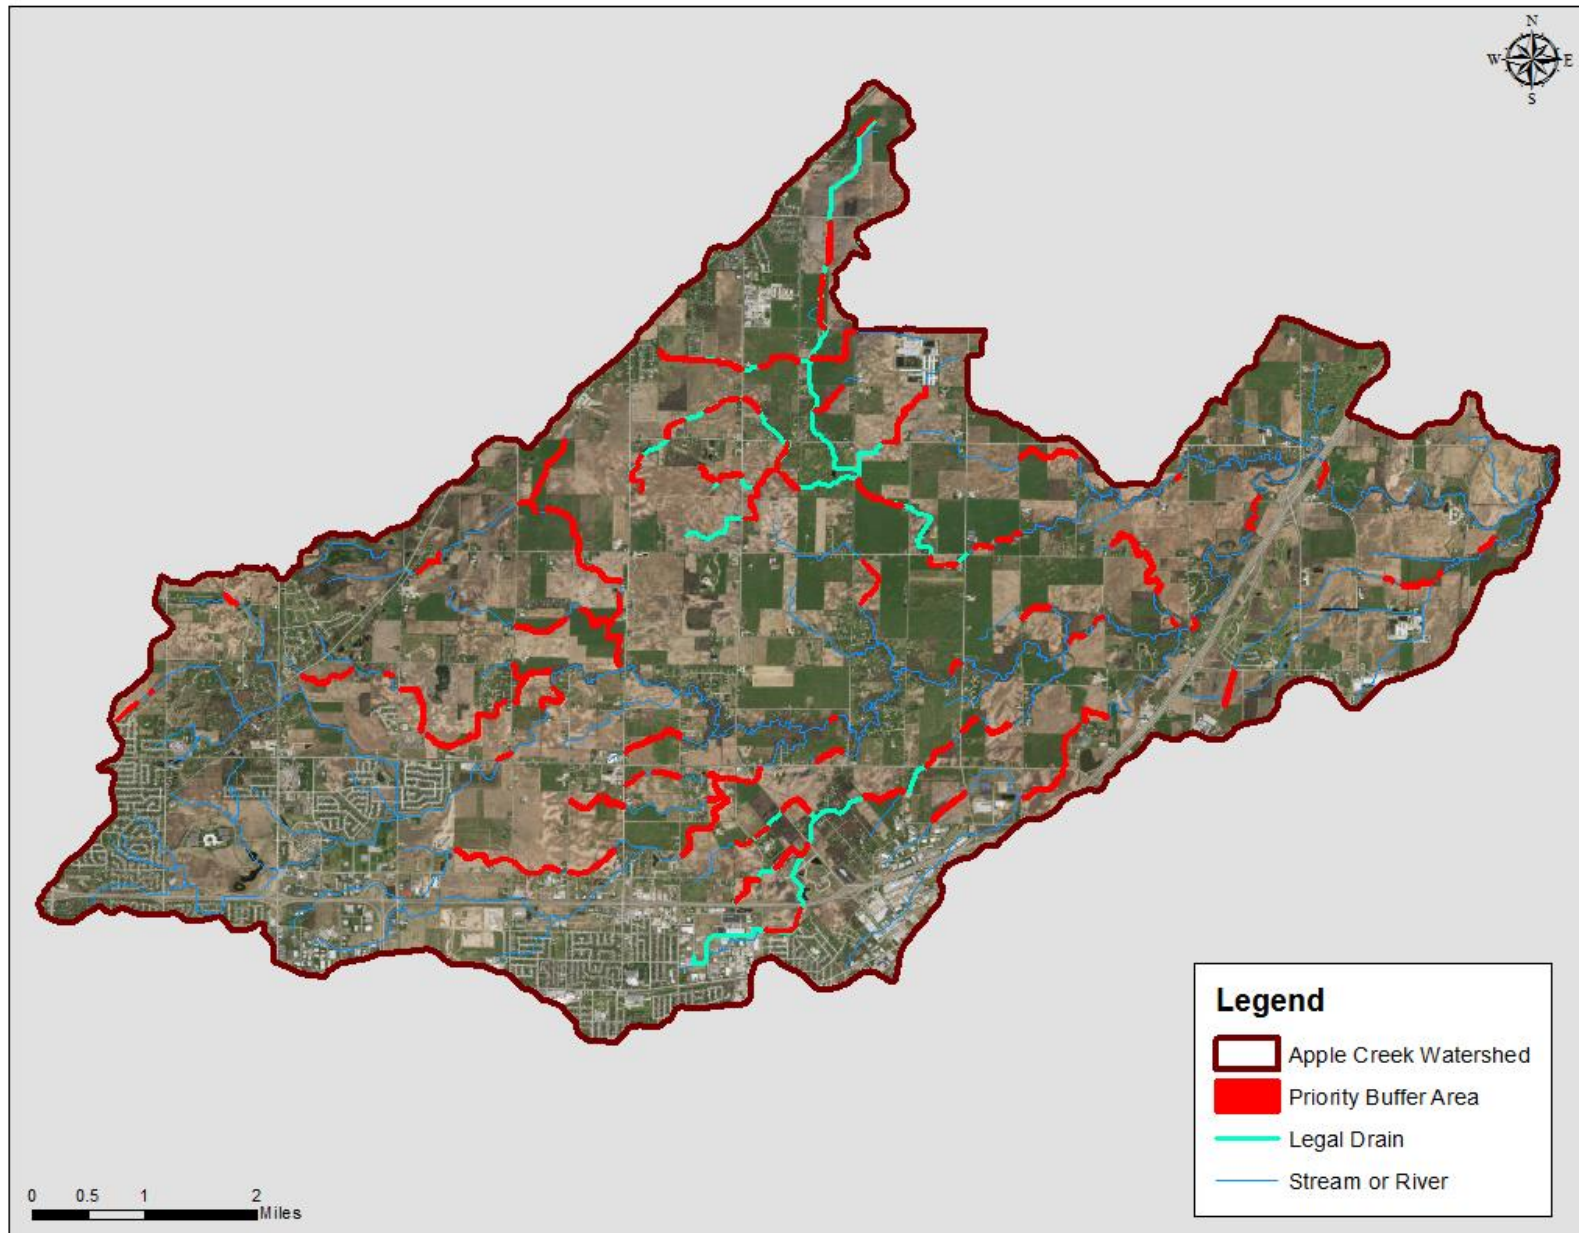 N
W E
S
Legend
Apple Creek Watershed
Priority Buffer Area
Legal Drain
Stream or River
0 0.5 1 2
Miles